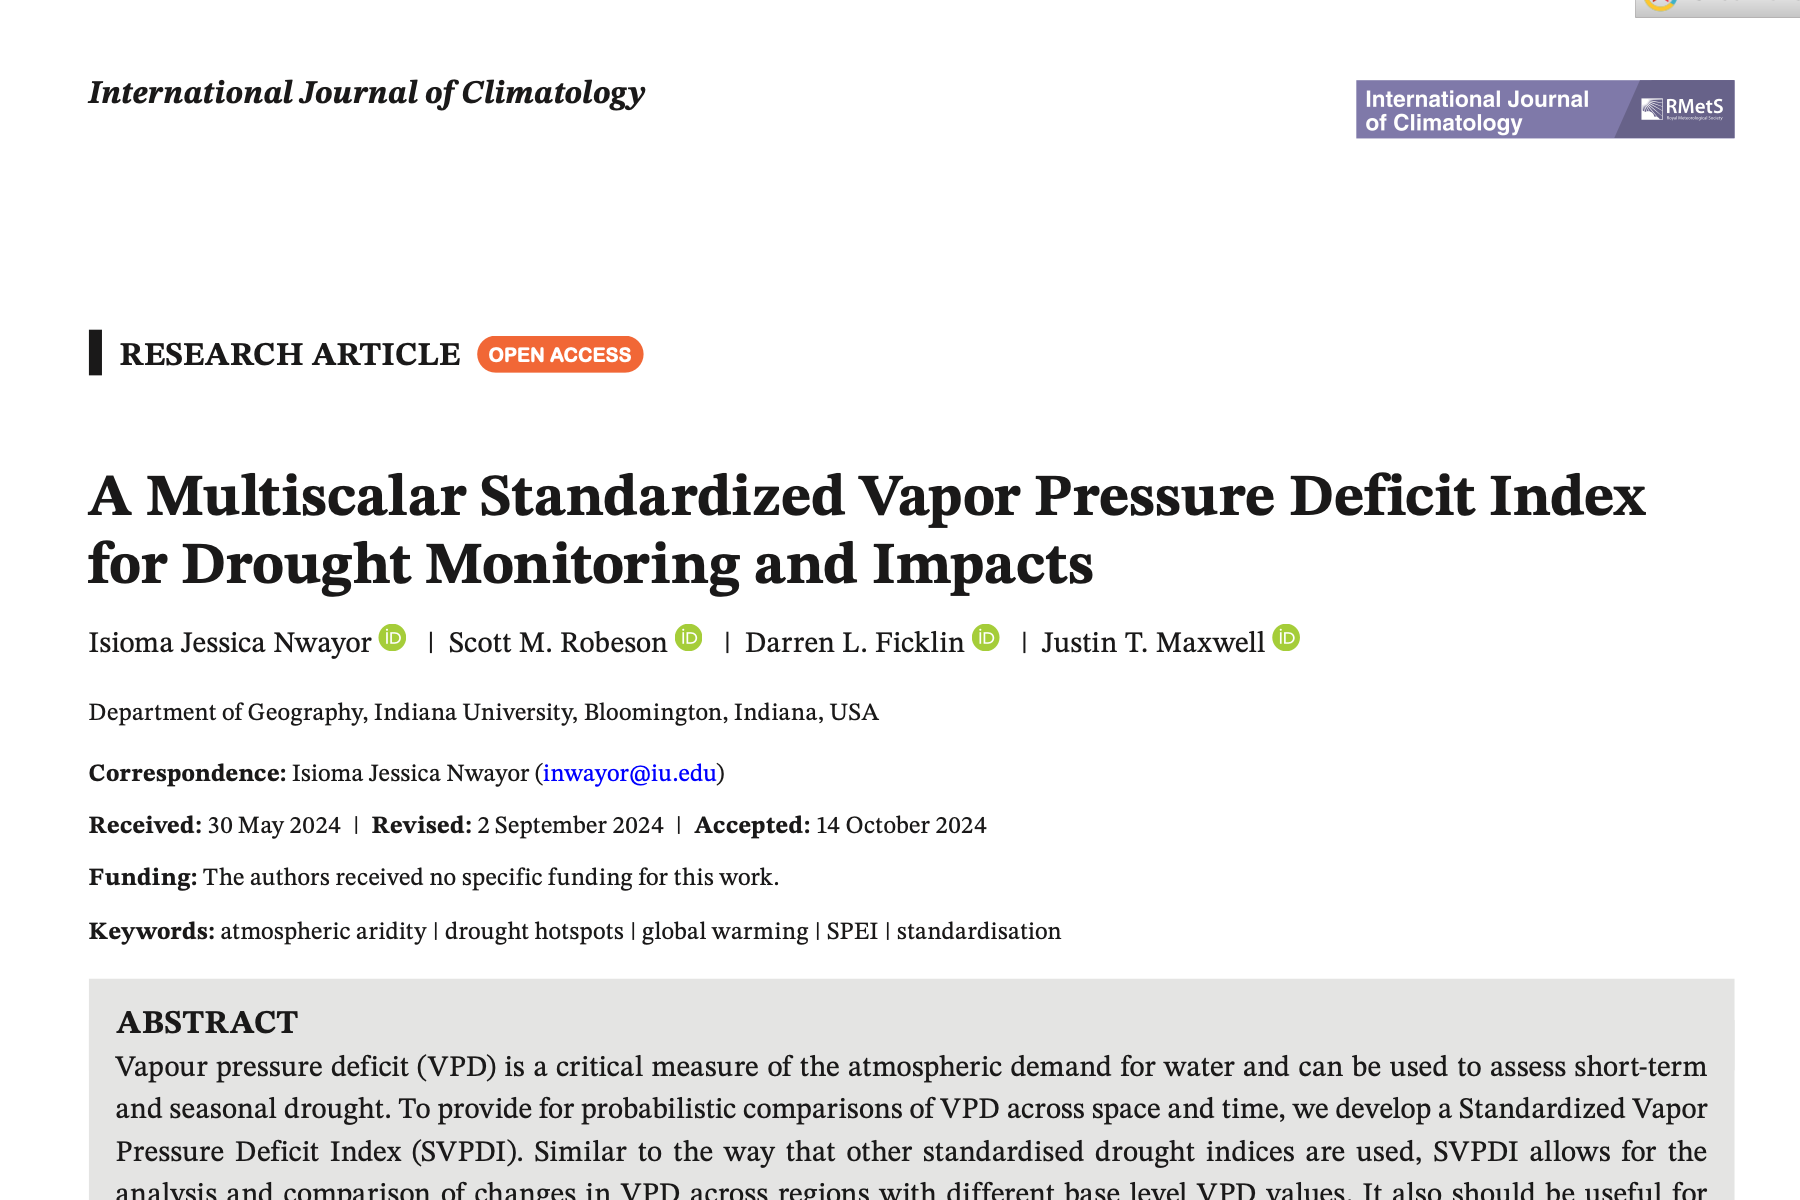 International Journal of Climatology
International Journal
of Climatology
RMetS
Royal Meteorological Society
RESEARCH ARTICLE OPEN ACCESS
A Multiscalar Standardized Vapor Pressure Deficit Index
for Drought Monitoring and Impacts
Isioma Jessica Nwayor iD | Scott M. Robeson iD | Darren L. Ficklin iD | Justin T. Maxwell iD
Department of Geography, Indiana University, Bloomington, Indiana, USA
Correspondence: Isioma Jessica Nwayor (inwayor@iu.edu)
Received: 30 May 2024 | Revised: 2 September 2024 | Accepted: 14 October 2024
Funding: The authors received no specific funding for this work.
Keywords: atmospheric aridity | drought hotspots | global warming | SPEI | standardisation
ABSTRACT
Vapour pressure deficit (VPD) is a critical measure of the atmospheric demand for water and can be used to assess short-term
and seasonal drought. To provide for probabilistic comparisons of VPD across space and time, we develop a Standardized Vapor
Pressure Deficit Index (SVPDI). Similar to the way that other standardised drought indices are used, SVPDI allows for the
analysis and comparison of changes in VPD across regions with different base level VPD values. It also should be useful for